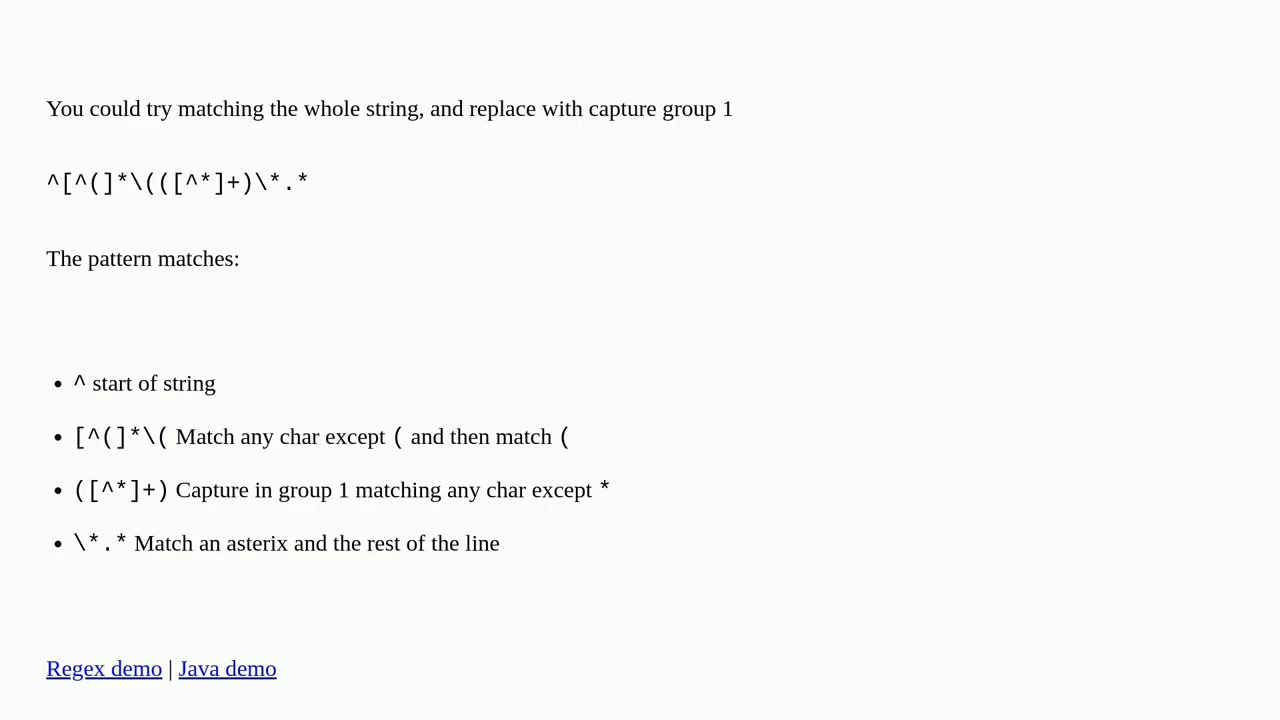 You could try matching the whole string, and replace with capture group 1
^[^(]*\(([^*]+)\*.*
The pattern matches:
• ^ start of string
• [^(]*\( Match any char except ( and then match (
• ([^*]+) Capture in group 1 matching any char except *
• \*.* Match an asterix and the rest of the line
Regex demo | Java demo